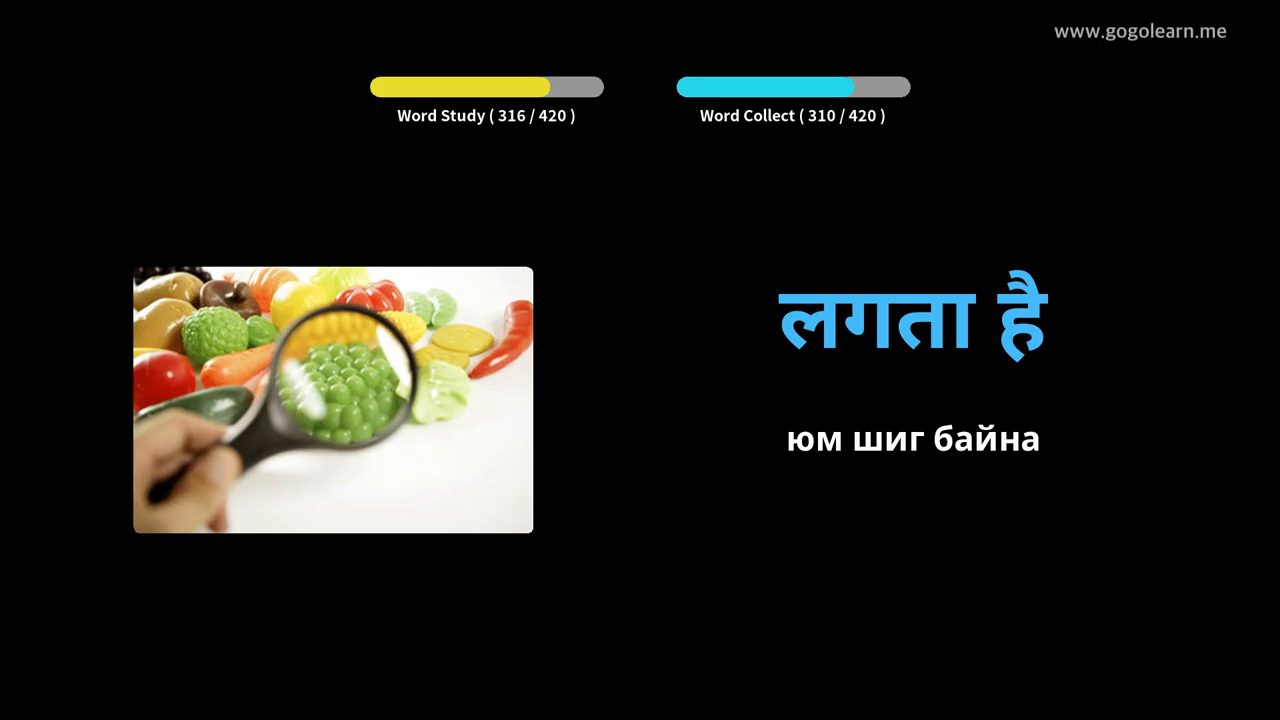 www.gogolearn.me
Word Study ( 316 / 420 )
Word Collect ( 310 / 420 )
लगता है
юм шиг байна